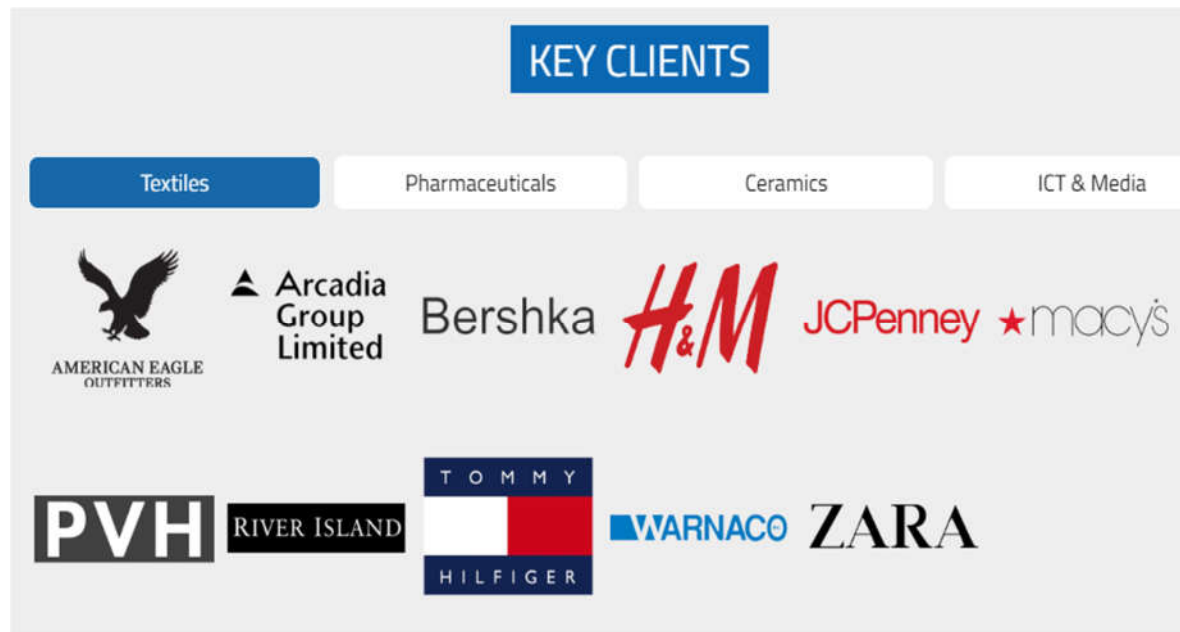 KEY CLIENTS
Textiles
Pharmaceuticals
Ceramics
ICT & Media
AMERICAN EAGLE
OUTFITTERS
Arcadia
Group
Limited
Bershka
H&M
JCPenney
macy's
PVH
RIVER ISLAND
TOMMY
HILFIGER
WARNACO
ZARA